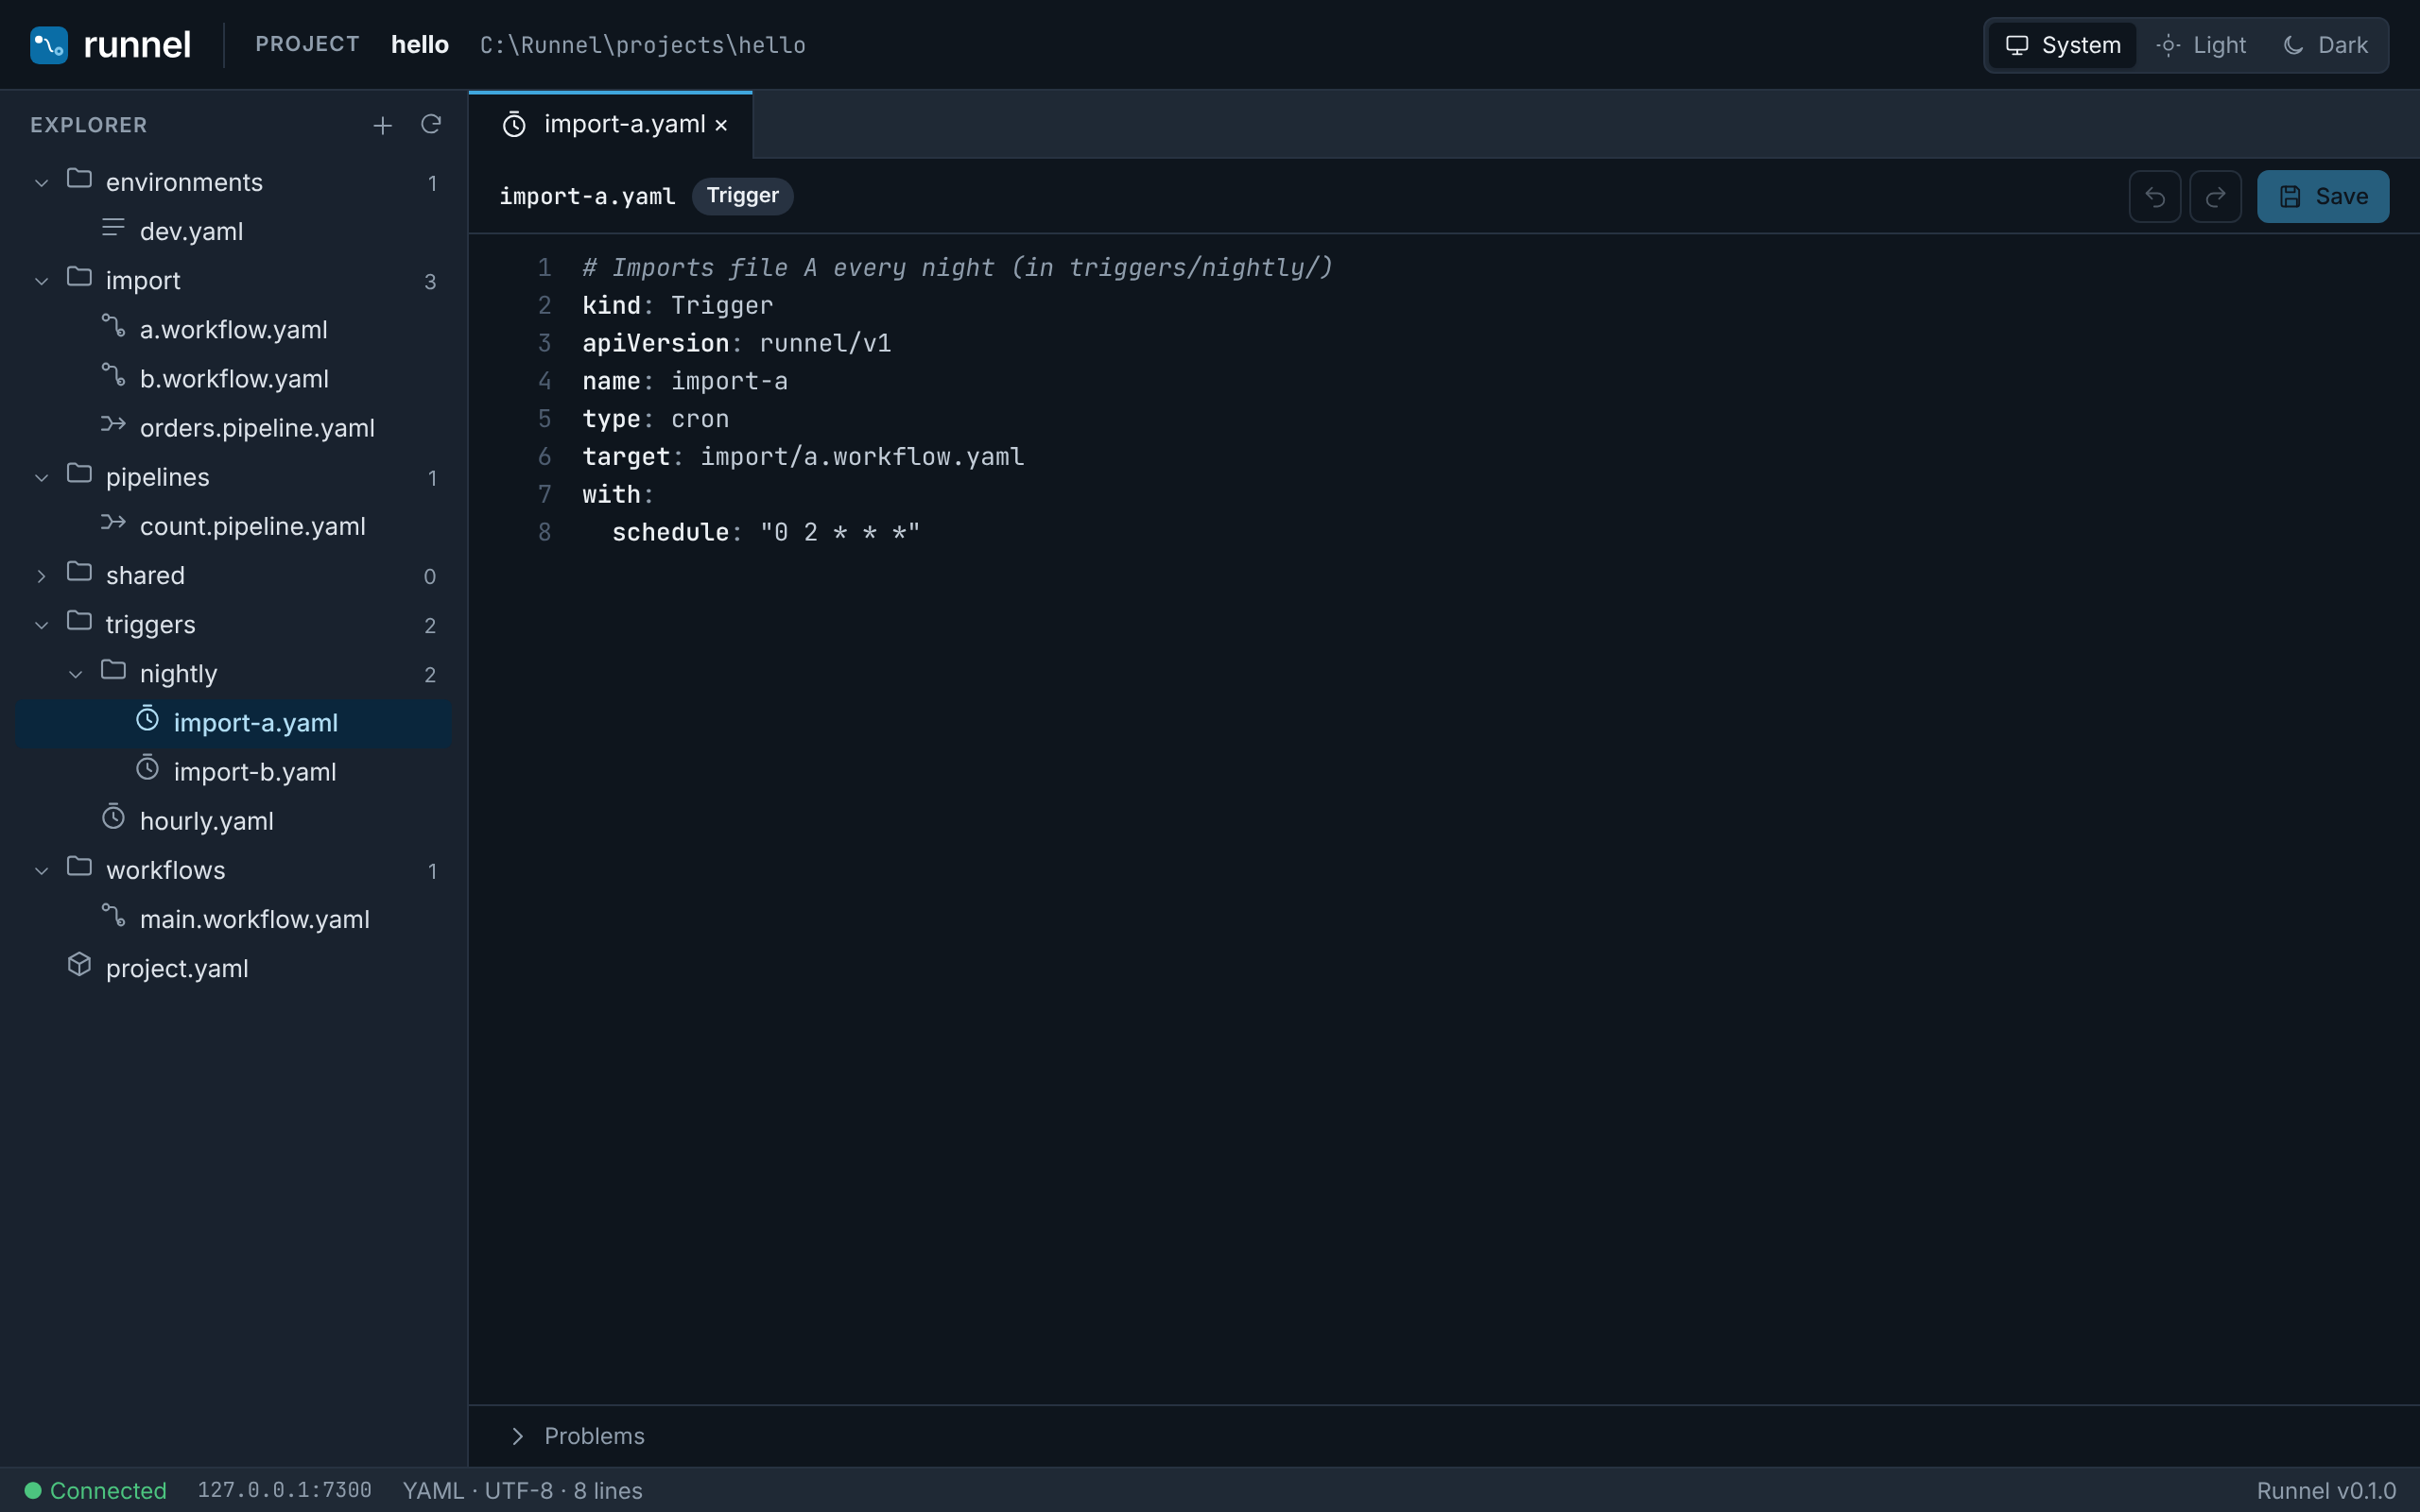 runnel
PROJECT hello C:\Runnel\projects\hello
System Light Dark
EXPLORER
environments 1
dev.yaml
import 3
a.workflow.yaml
b.workflow.yaml
orders.pipeline.yaml
pipelines 1
count.pipeline.yaml
shared 0
triggers 2
nightly 2
import-a.yaml
import-b.yaml
hourly.yaml
workflows 1
main.workflow.yaml
project.yaml
import-a.yaml ×
import-a.yaml Trigger
Save
1 # Imports file A every night (in triggers/nightly/)
2 kind: Trigger
3 apiVersion: runnel/v1
4 name: import-a
5 type: cron
6 target: import/a.workflow.yaml
7 with:
8   schedule: "0 2 * * *"
Problems
Connected 127.0.0.1:7300 YAML · UTF-8 · 8 lines
Runnel v0.1.0